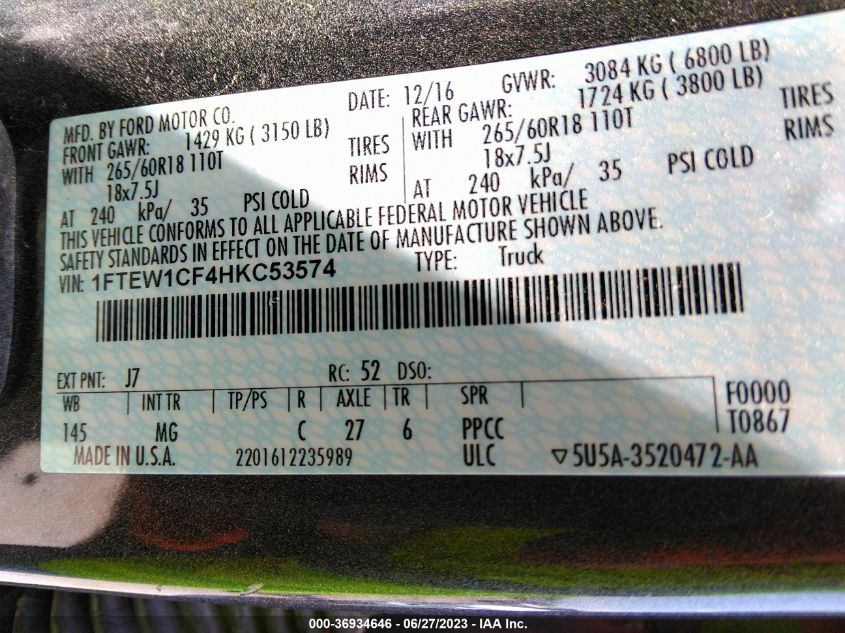 MFD. BY FORD MOTOR CO. DATE: 12/16 GVWR: 3084 KG ( 6800 LB)
FRONT GAWR: 1429 KG ( 3150 LB) REAR GAWR: 1724 KG ( 3800 LB)
WITH 265/60R18 110T TIRES WITH 265/60R18 110T TIRES
18x7.5J RIMS 18x7.5J RIMS
AT 240 kPa/ 35 PSI COLD AT 240 kPa/ 35 PSI COLD
THIS VEHICLE CONFORMS TO ALL APPLICABLE FEDERAL MOTOR VEHICLE
SAFETY STANDARDS IN EFFECT ON THE DATE OF MANUFACTURE SHOWN ABOVE.
VIN: 1FTEW1CF4HKC53574 TYPE: Truck
EXT PNT: J7 RC: 52 DSO:
WB INT TR TP/PS R AXLE TR SPR F0000
145 MG C 27 6 PPCC T0867
MADE IN U.S.A. 2201612235989 ULC ▽5U5A-3520472-AA
000-36934646 - 06/27/2023 - IAA Inc.